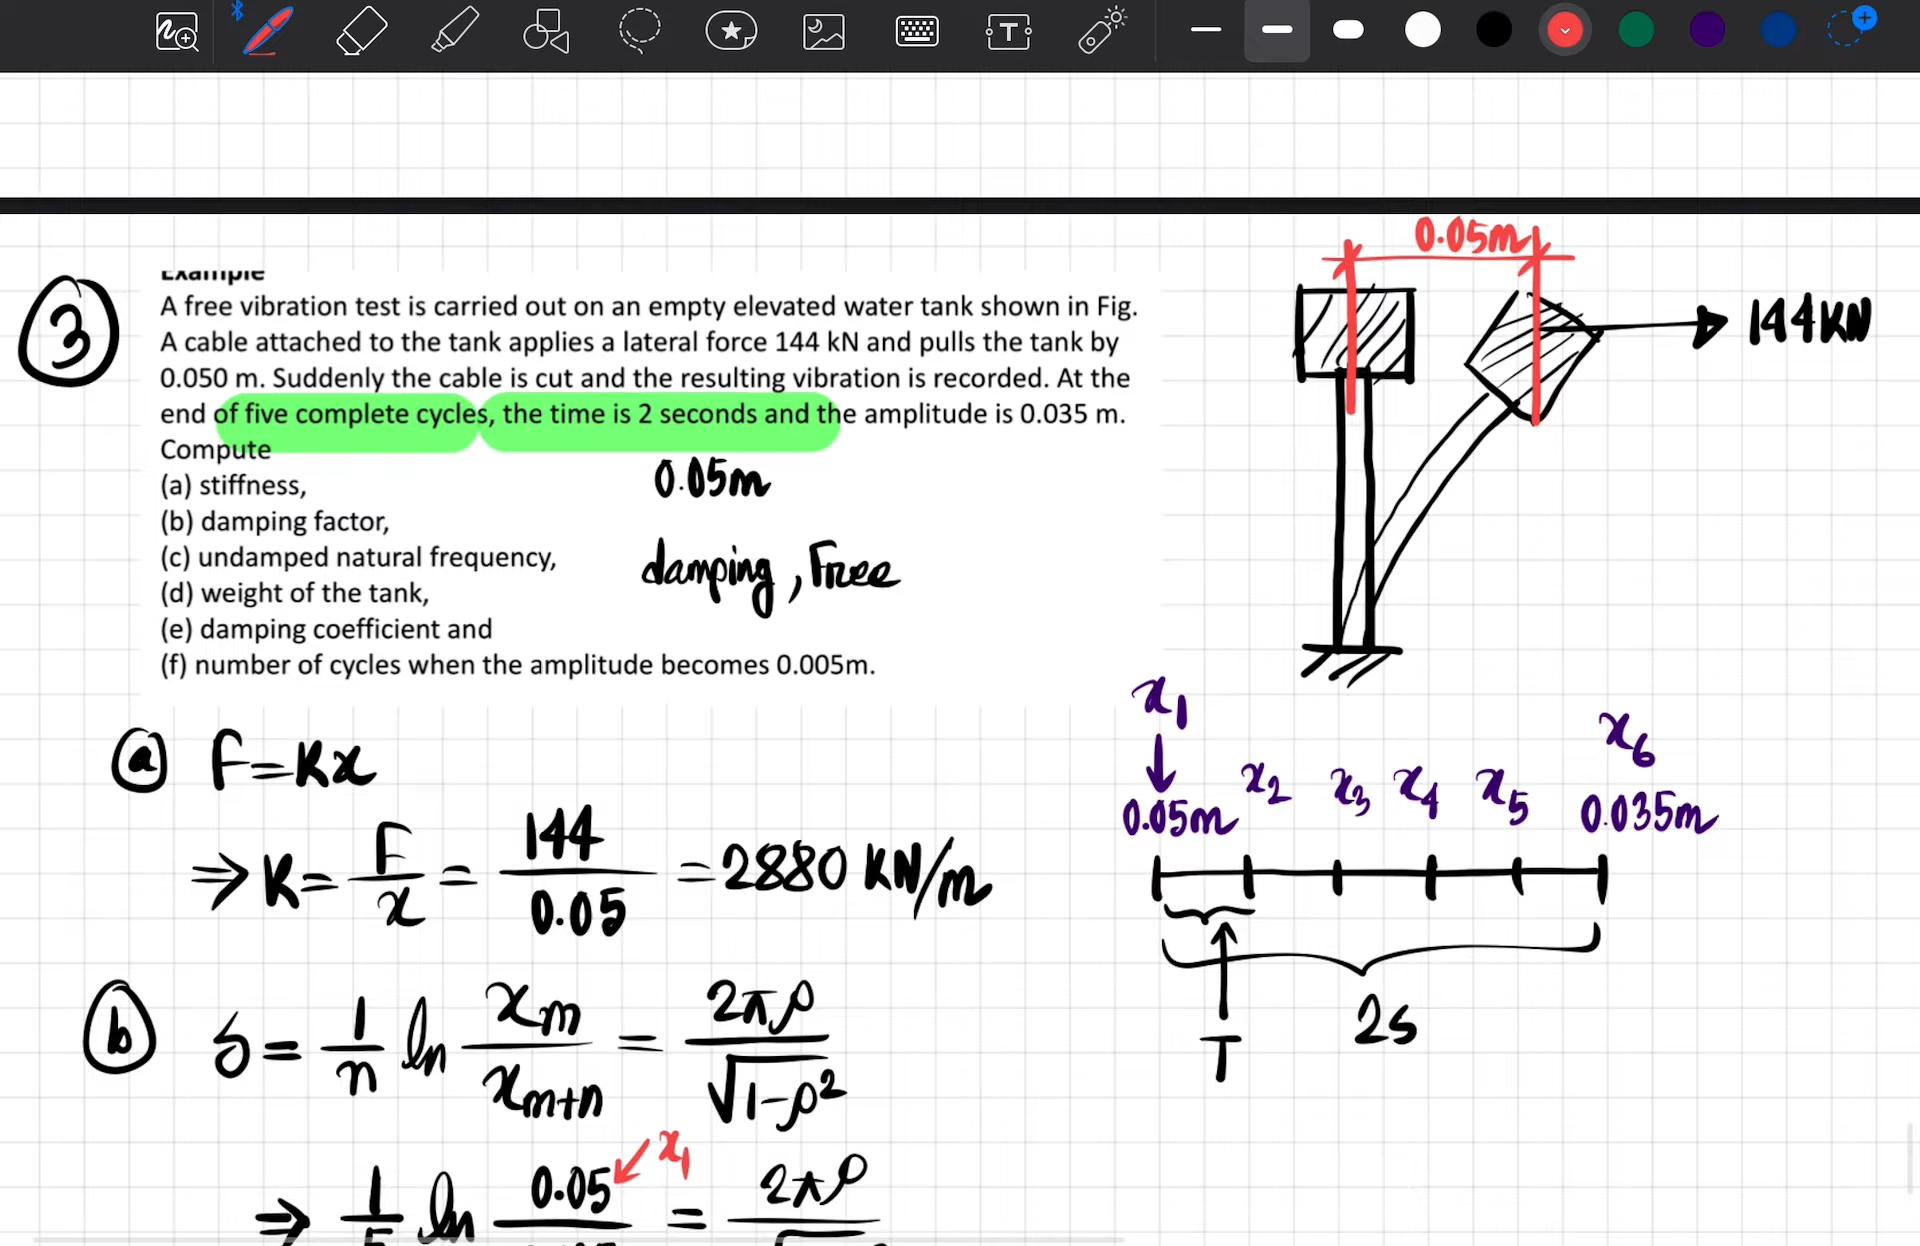 0.05m
144KN
3
Example
A free vibration test is carried out on an empty elevated water tank shown in Fig.
A cable attached to the tank applies a lateral force 144 kN and pulls the tank by
0.050 m. Suddenly the cable is cut and the resulting vibration is recorded. At the
end of five complete cycles, the time is 2 seconds and the amplitude is 0.035 m.
Compute
(a) stiffness,
(b) damping factor,
(c) undamped natural frequency,
(d) weight of the tank,
(e) damping coefficient and
(f) number of cycles when the amplitude becomes 0.005m.
0.05m
damping, Free
x₁ x₂ x₃ x₄ x₅ x₆
0.05m 0.035m
T 2s
ⓐ F=Kx
⇒ K= F/x = 144/0.05 =2880 KN/m
ⓑ δ= 1/n ln xm/xm+n = 2πρ/√1-ρ²
x₁
⇒ 1/5 ln 0.05 = 2πρ